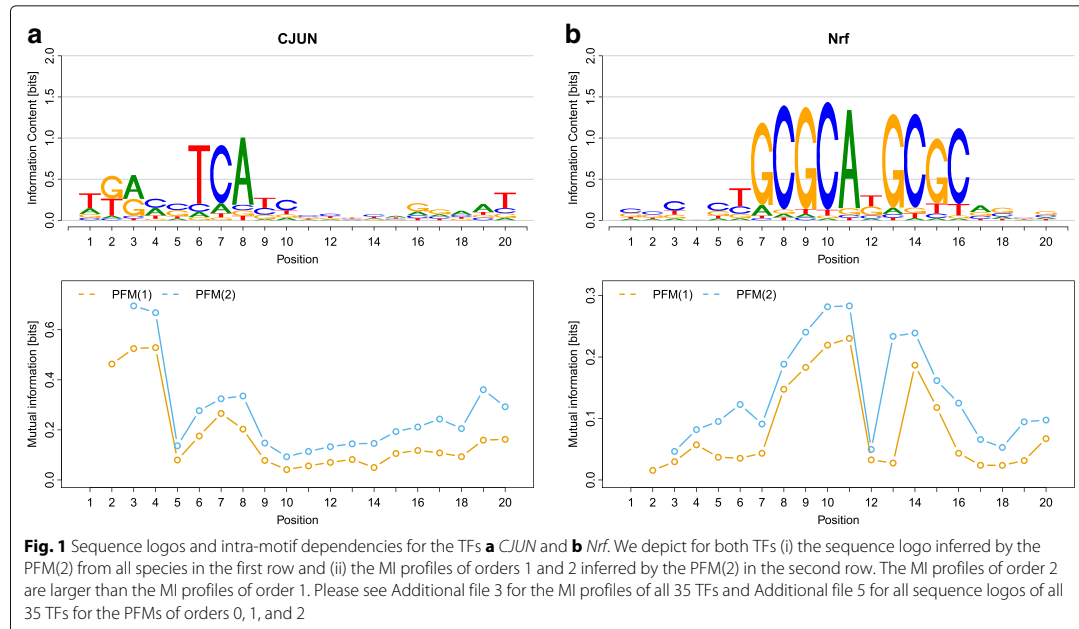 a
CJUN
b
Nrf
Information Content [bits]
2.0
1.5
1.0
0.5
0.0
1 2 3 4 5 6 7 8 9 10 12 14 16 18 20
Position
Information Content [bits]
2.0
1.5
1.0
0.5
0.0
TCA
GCGCA GCGC
1 2 3 4 5 6 7 8 9 10 12 14 16 18 20
Position
PFM(1) PFM(2)
Mutual information [bits]
0.6
0.4
0.2
0.0
1 2 3 4 5 6 7 8 9 10 12 14 16 18 20
Position
PFM(1) PFM(2)
Mutual information [bits]
0.3
0.2
0.1
0.0
1 2 3 4 5 6 7 8 9 10 12 14 16 18 20
Position
Fig. 1 Sequence logos and intra-motif dependencies for the TFs a CJUN and b Nrf. We depict for both TFs (i) the sequence logo inferred by the
PFM(2) from all species in the first row and (ii) the MI profiles of orders 1 and 2 inferred by the PFM(2) in the second row. The MI profiles of order 2
are larger than the MI profiles of order 1. Please see Additional file 3 for the MI profiles of all 35 TFs and Additional file 5 for all sequence logos of all
35 TFs for the PFMs of orders 0, 1, and 2